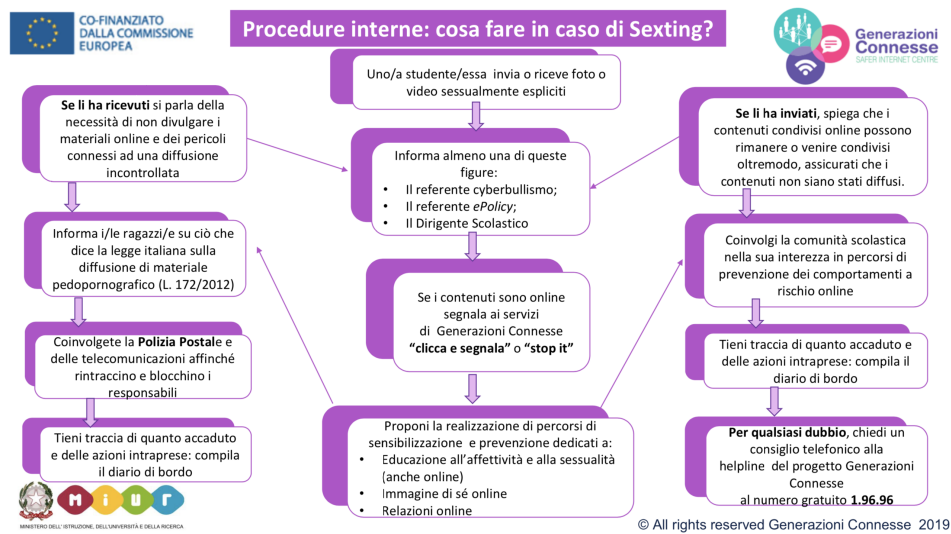 CO-FINANZIATO
DALLA COMMISSIONE
EUROPEA
Procedure interne: cosa fare in caso di Sexting?
Generazioni
Connesse
SAFER INTERNET CENTRE
Uno/a studente/essa invia o riceve foto o
video sessualmente espliciti
Se li ha ricevuti si parla della
necessità di non divulgare i
materiali online e dei pericoli
connessi ad una diffusione
incontrollata
Informa i/le ragazzi/e su ciò che
dice la legge italiana sulla
diffusione di materiale
pedopornografico (L. 172/2012)
Coinvolgete la Polizia Postale e
delle telecomunicazioni affinché
rintraccino e blocchino i
responsabili
Tieni traccia di quanto accaduto
e delle azioni intraprese: compila
il diario di bordo
Informa almeno una di queste
figure:
• Il referente cyberbullismo;
• Il referente ePolicy;
• Il Dirigente Scolastico
Se i contenuti sono online
segnala ai servizi
di Generazioni Connesse
“clicca e segnala” o “stop it”
Proponi la realizzazione di percorsi di
sensibilizzazione e prevenzione dedicati a:
• Educazione all’affettività e alla sessualità
(anche online)
• Immagine di sé online
• Relazioni online
Se li ha inviati, spiega che i
contenuti condivisi online possono
rimanere o venire condivisi
oltremodo, assicurati che i
contenuti non siano stati diffusi.
Coinvolgi la comunità scolastica
nella sua interezza in percorsi di
prevenzione dei comportamenti a
rischio online
Tieni traccia di quanto accaduto e
delle azioni intraprese: compila il
diario di bordo
Per qualsiasi dubbio, chiedi un
consiglio telefonico alla
helpline del progetto Generazioni
Connesse
al numero gratuito 1.96.96
miur
MINISTERO DELL' ISTRUZIONE, DELL'UNIVERSITÀ E DELLA RICERCA
© All rights reserved Generazioni Connesse 2019